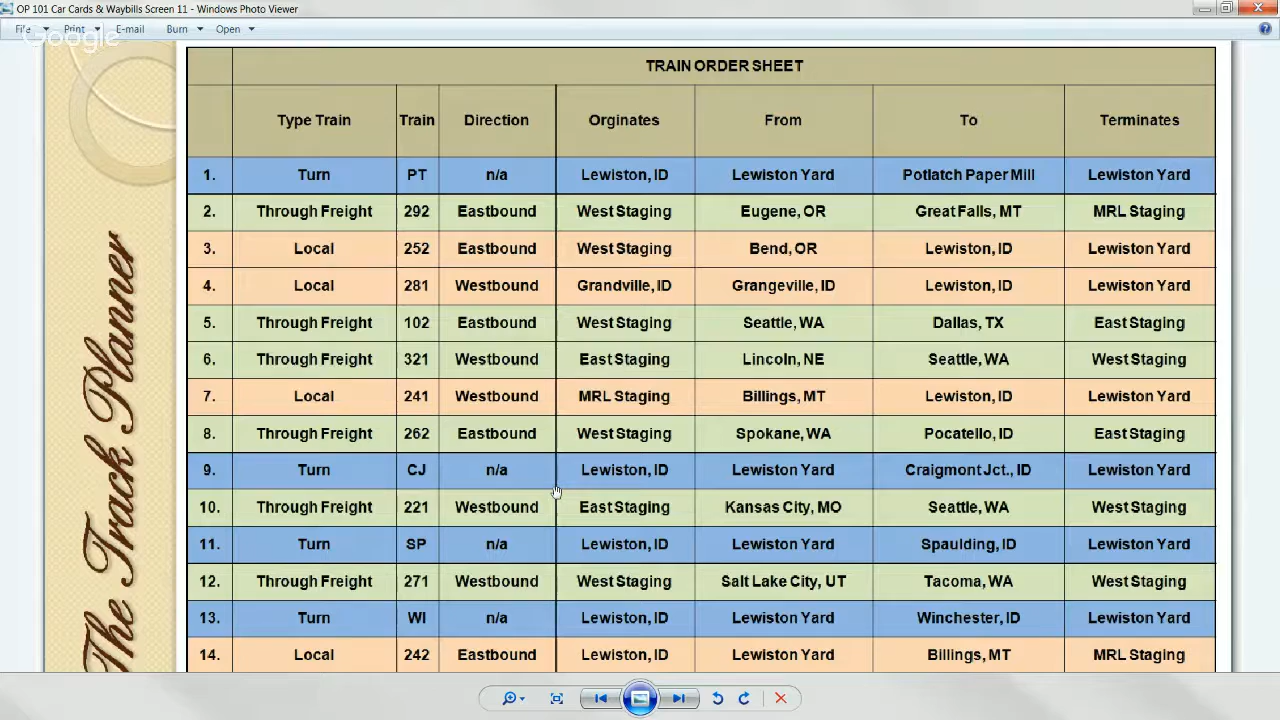 OP 101 Car Cards & Waybills Screen 11 - Windows Photo Viewer
File Print E-mail Burn Open
Google
The Track Planner
TRAIN ORDER SHEET
Type Train Train Direction Orginates From To Terminates
1. Turn PT n/a Lewiston, ID Lewiston Yard Potlatch Paper Mill Lewiston Yard
2. Through Freight 292 Eastbound West Staging Eugene, OR Great Falls, MT MRL Staging
3. Local 252 Eastbound West Staging Bend, OR Lewiston, ID Lewiston Yard
4. Local 281 Westbound Grandville, ID Grangeville, ID Lewiston, ID Lewiston Yard
5. Through Freight 102 Eastbound West Staging Seattle, WA Dallas, TX East Staging
6. Through Freight 321 Westbound East Staging Lincoln, NE Seattle, WA West Staging
7. Local 241 Westbound MRL Staging Billings, MT Lewiston, ID Lewiston Yard
8. Through Freight 262 Eastbound West Staging Spokane, WA Pocatello, ID East Staging
9. Turn CJ n/a Lewiston, ID Lewiston Yard Craigmont Jct., ID Lewiston Yard
10. Through Freight 221 Westbound East Staging Kansas City, MO Seattle, WA West Staging
11. Turn SP n/a Lewiston, ID Lewiston Yard Spaulding, ID Lewiston Yard
12. Through Freight 271 Westbound West Staging Salt Lake City, UT Tacoma, WA West Staging
13. Turn WI n/a Lewiston, ID Lewiston Yard Winchester, ID Lewiston Yard
14. Local 242 Eastbound Lewiston, ID Lewiston Yard Billings, MT MRL Staging